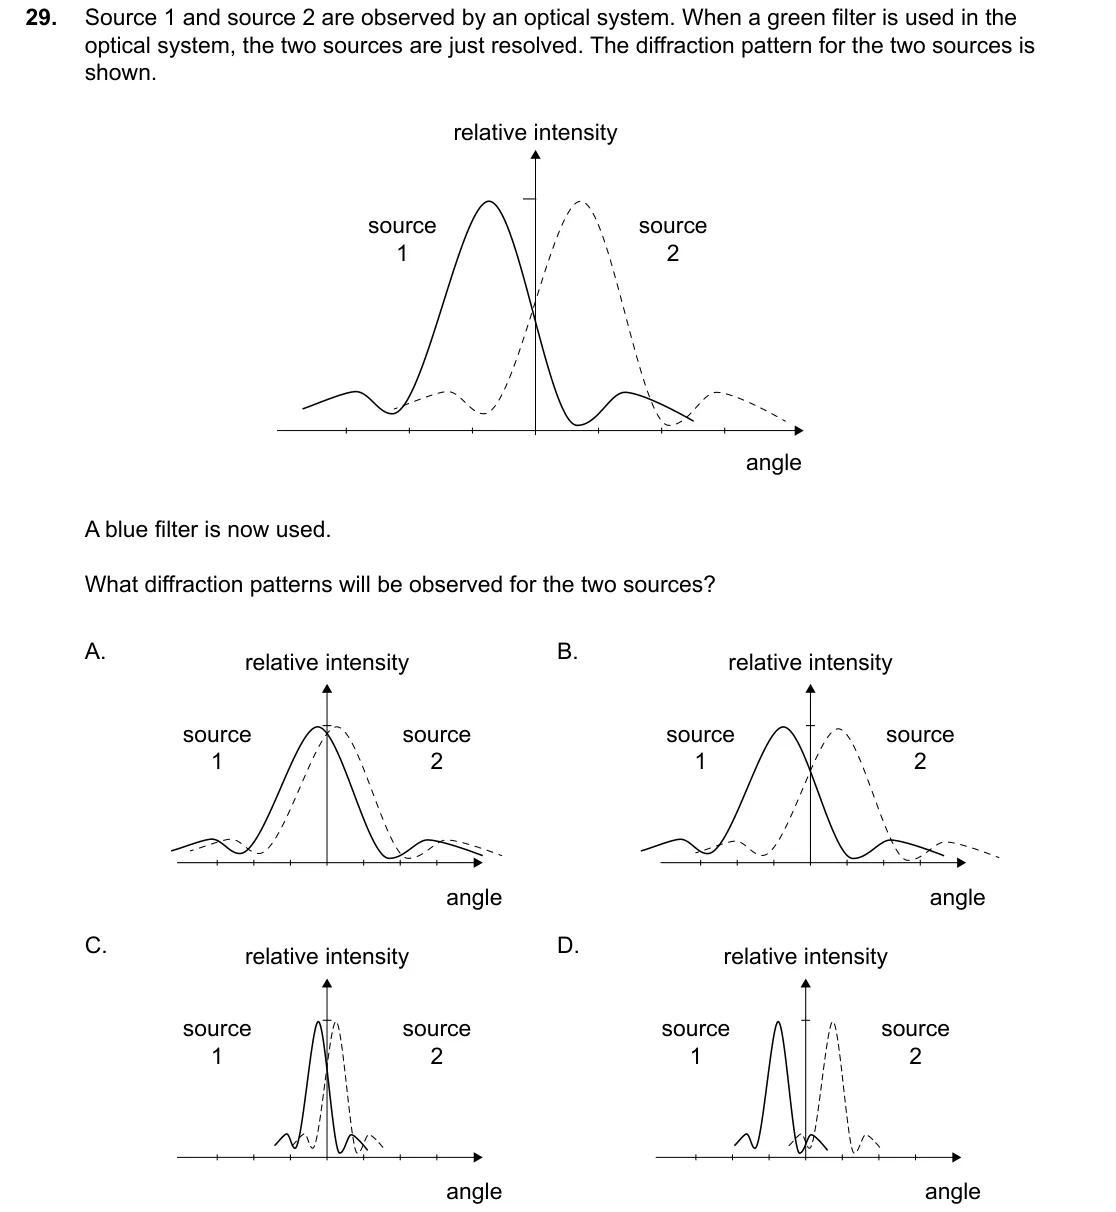 29. Source 1 and source 2 are observed by an optical system. When a green filter is used in the
optical system, the two sources are just resolved. The diffraction pattern for the two sources is
shown.
relative intensity
source
1
source
2
angle
A blue filter is now used.
What diffraction patterns will be observed for the two sources?
A.
relative intensity
source
1
source
2
angle
B.
relative intensity
source
1
source
2
angle
C.
relative intensity
source
1
source
2
angle
D.
relative intensity
source
1
source
2
angle